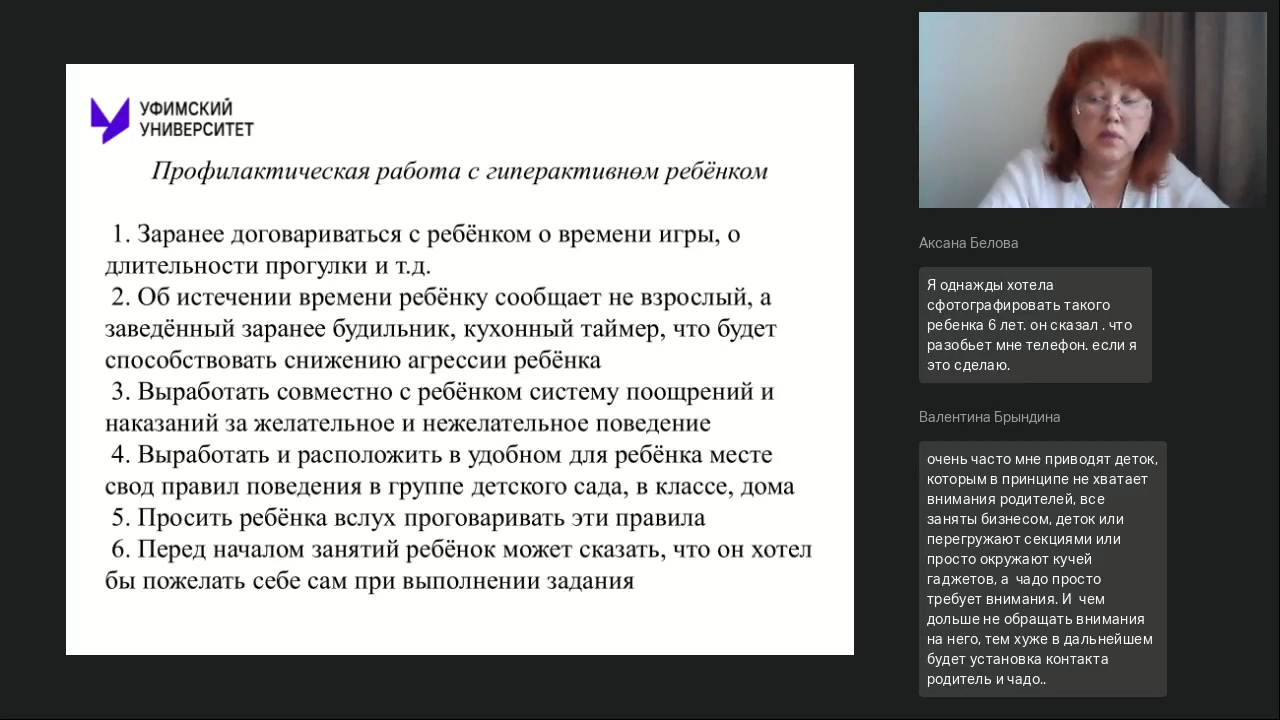 УФИМСКИЙ
УНИВЕРСИТЕТ
Профилактическая работа с гиперактивнөм ребёнком
1. Заранее договариваться с ребёнком о времени игры, о
длительности прогулки и т.д.
2. Об истечении времени ребёнку сообщает не взрослый, а
заведённый заранее будильник, кухонный таймер, что будет
способствовать снижению агрессии ребёнка
3. Выработать совместно с ребёнком систему поощрений и
наказаний за желательное и нежелательное поведение
4. Выработать и расположить в удобном для ребёнка месте
свод правил поведения в группе детского сада, в классе, дома
5. Просить ребёнка вслух проговаривать эти правила
6. Перед началом занятий ребёнок может сказать, что он хотел
бы пожелать себе сам при выполнении задания
Аксана Белова
Я однажды хотела
сфотографировать такого
ребенка 6 лет. он сказал . что
разобьет мне телефон. если я
это сделаю.
Валентина Брындина
очень часто мне приводят деток,
которым в принципе не хватает
внимания родителей, все
заняты бизнесом, деток или
перегружают секциями или
просто окружают кучей
гаджетов, а  чадо просто
требует внимания. И  чем
дольше не обращать внимания
на него, тем хуже в дальнейшем
будет установка контакта
родитель и чадо..